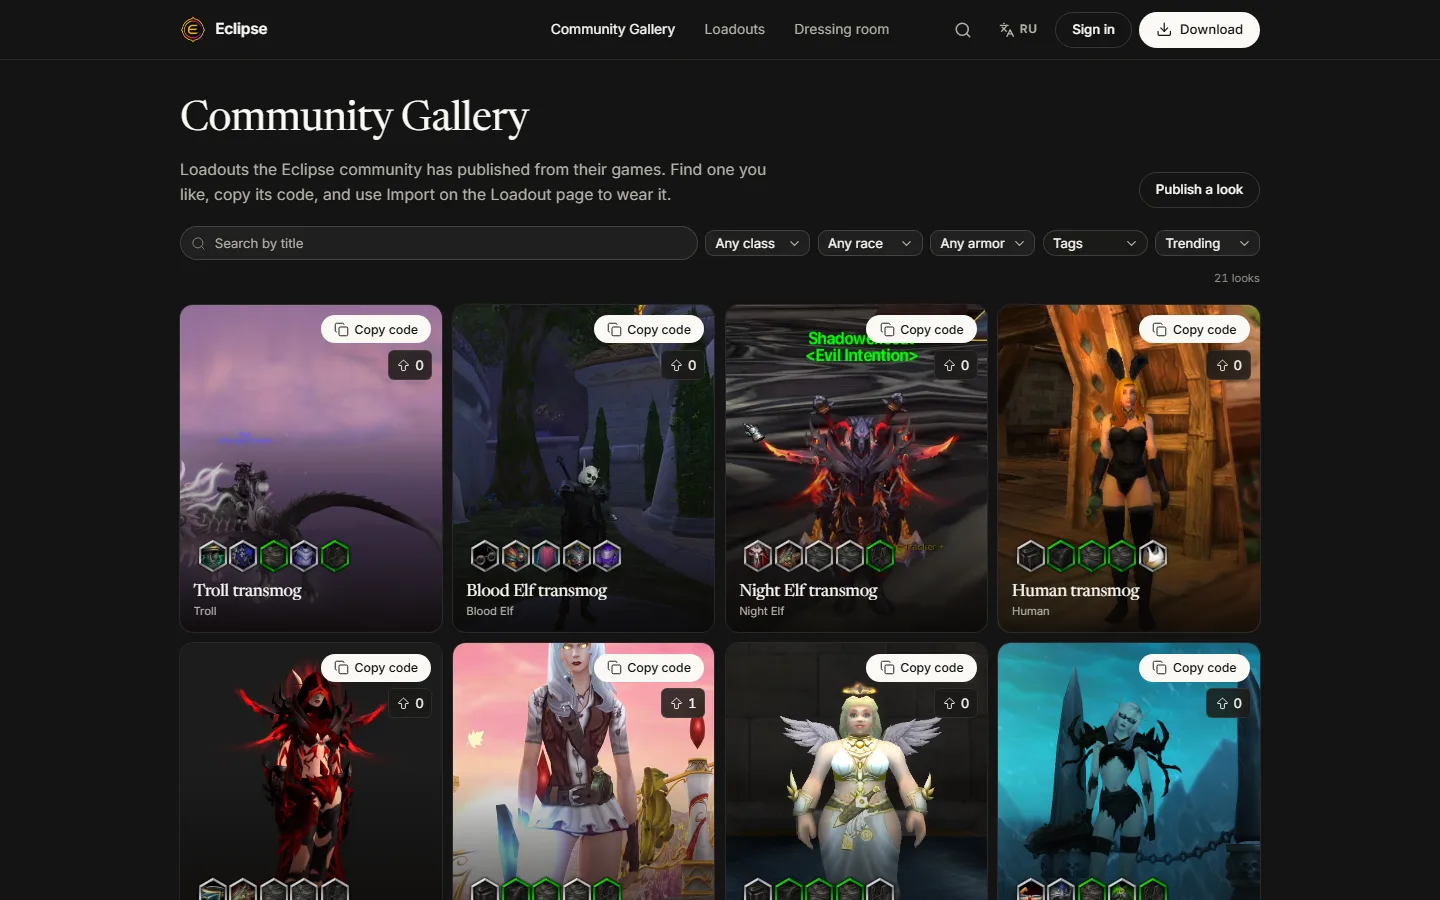 Eclipse
Community Gallery
Loadouts
Dressing room
RU
Sign in
Download
Community Gallery
Loadouts the Eclipse community has published from their games. Find one you
like, copy its code, and use Import on the Loadout page to wear it.
Publish a look
Search by title
Any class
Any race
Any armor
Tags
Trending
21 looks
Copy code
0
Troll transmog
Troll
Copy code
0
Blood Elf transmog
Blood Elf
Copy code
0
<Evil Intention>
Night Elf transmog
Night Elf
Copy code
0
Human transmog
Human
Copy code
0
Copy code
1
Copy code
0
Copy code
0